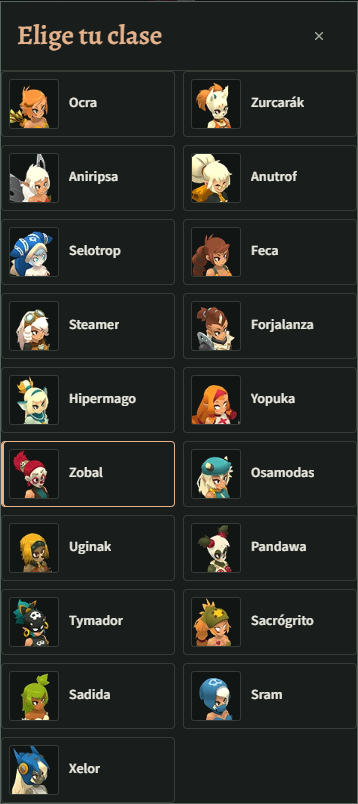 Elige tu clase
×
Ocra
Zurcarák
Aniripsa
Anutrof
Selotrop
Feca
Steamer
Forjalanza
Hipermago
Yopuka
Zobal
Osamodas
Uginak
Pandawa
Tymador
Sacrógrito
Sadida
Sram
Xelor